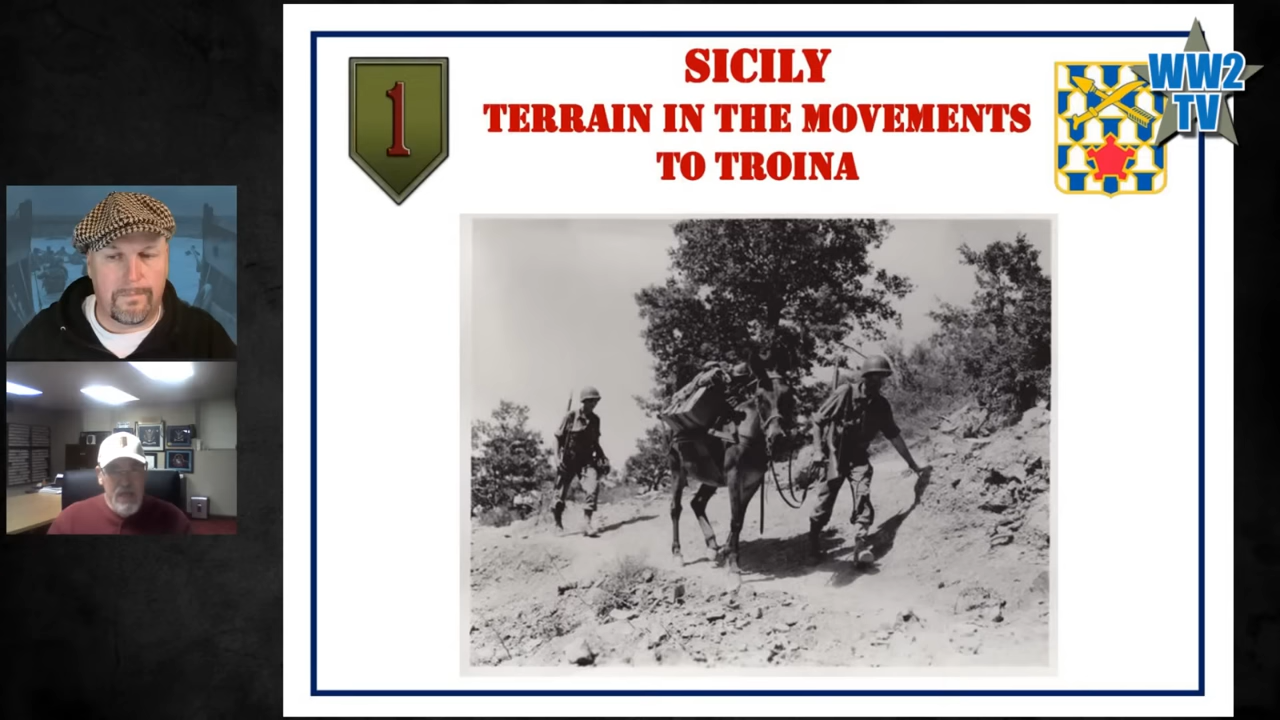 SICILY
TERRAIN IN THE MOVEMENTS
TO TROINA
1
WW2
TV